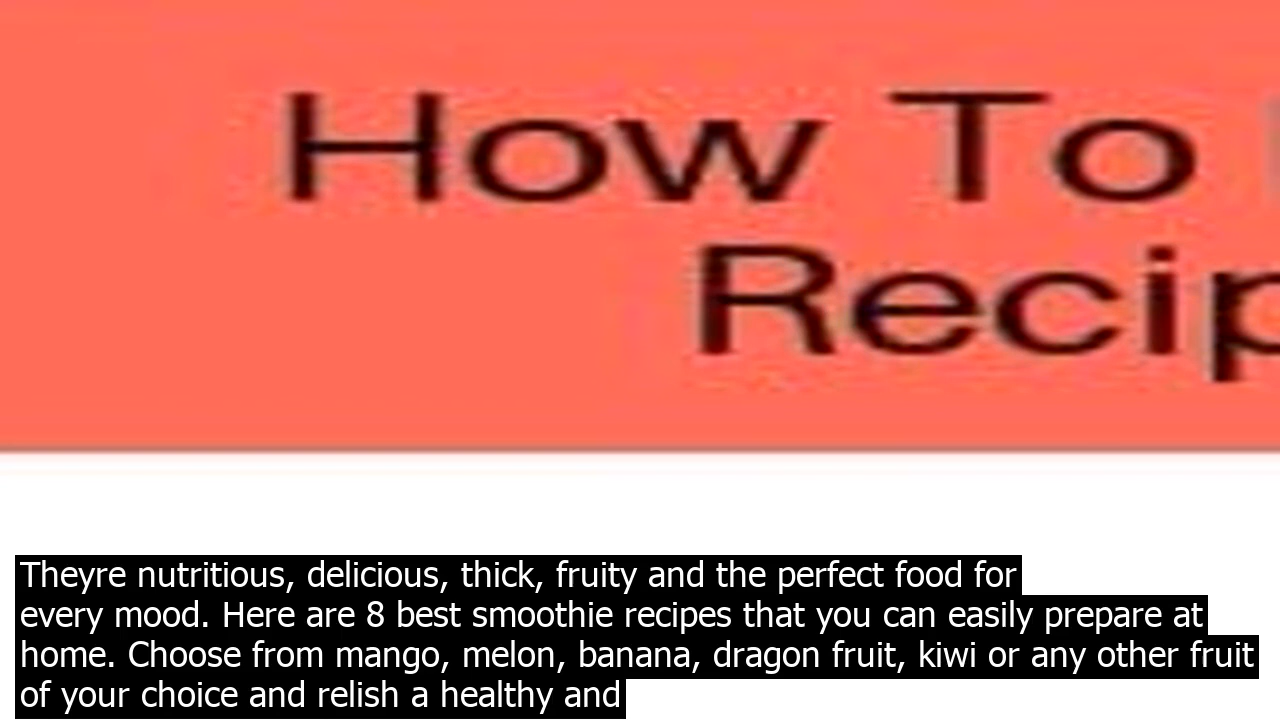 How To
Recip
Theyre nutritious, delicious, thick, fruity and the perfect food for
every mood. Here are 8 best smoothie recipes that you can easily prepare at
home. Choose from mango, melon, banana, dragon fruit, kiwi or any other fruit
of your choice and relish a healthy and